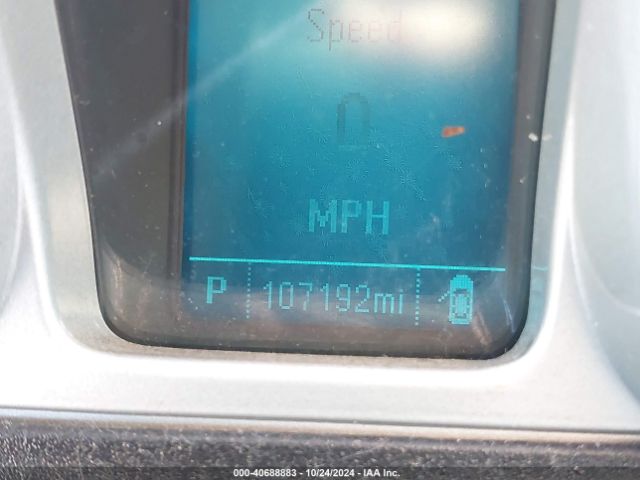 Speed
0
MPH
P 107192mi
000-40688883 • 10/24/2024 - IAA Inc.